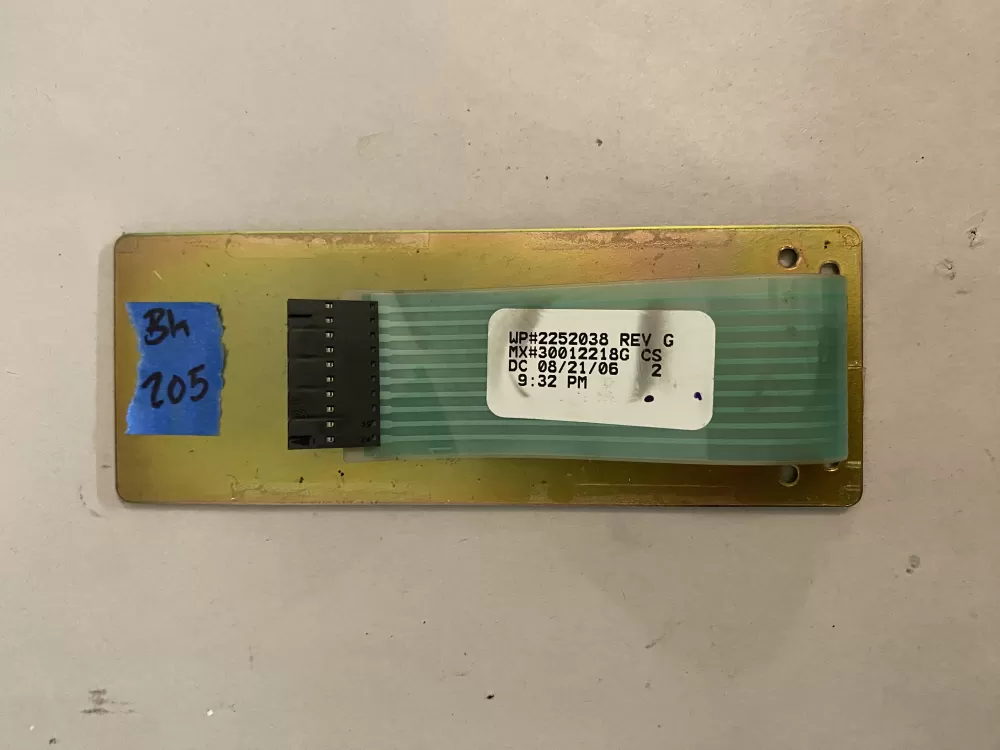 Bh
205
WP#2252038 REV G
MX#30012218G CS
DC 08/21/06 2
9:32 PM